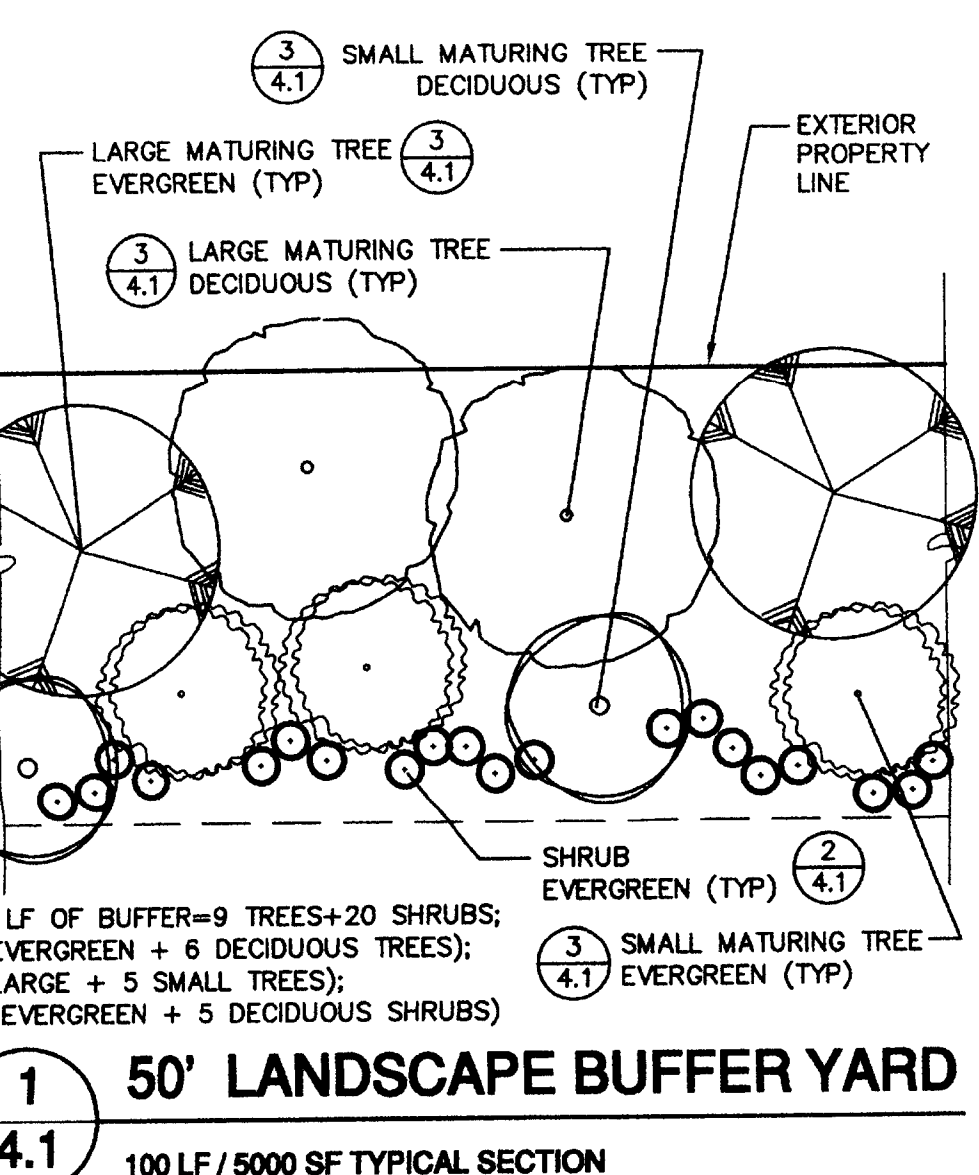 3
4.1
SMALL MATURING TREE
DECIDUOUS (TYP)
EXTERIOR
PROPERTY
LINE
LARGE MATURING TREE
EVERGREEN (TYP)
3
4.1
3
4.1
LARGE MATURING TREE
DECIDUOUS (TYP)
SHRUB
EVERGREEN (TYP)
2
4.1
LF OF BUFFER=9 TREES+20 SHRUBS;
EVERGREEN + 6 DECIDUOUS TREES);
LARGE + 5 SMALL TREES);
EVERGREEN + 5 DECIDUOUS SHRUBS)
3
4.1
SMALL MATURING TREE
EVERGREEN (TYP)
1
4.1
50' LANDSCAPE BUFFER YARD
100 LF / 5000 SF TYPICAL SECTION